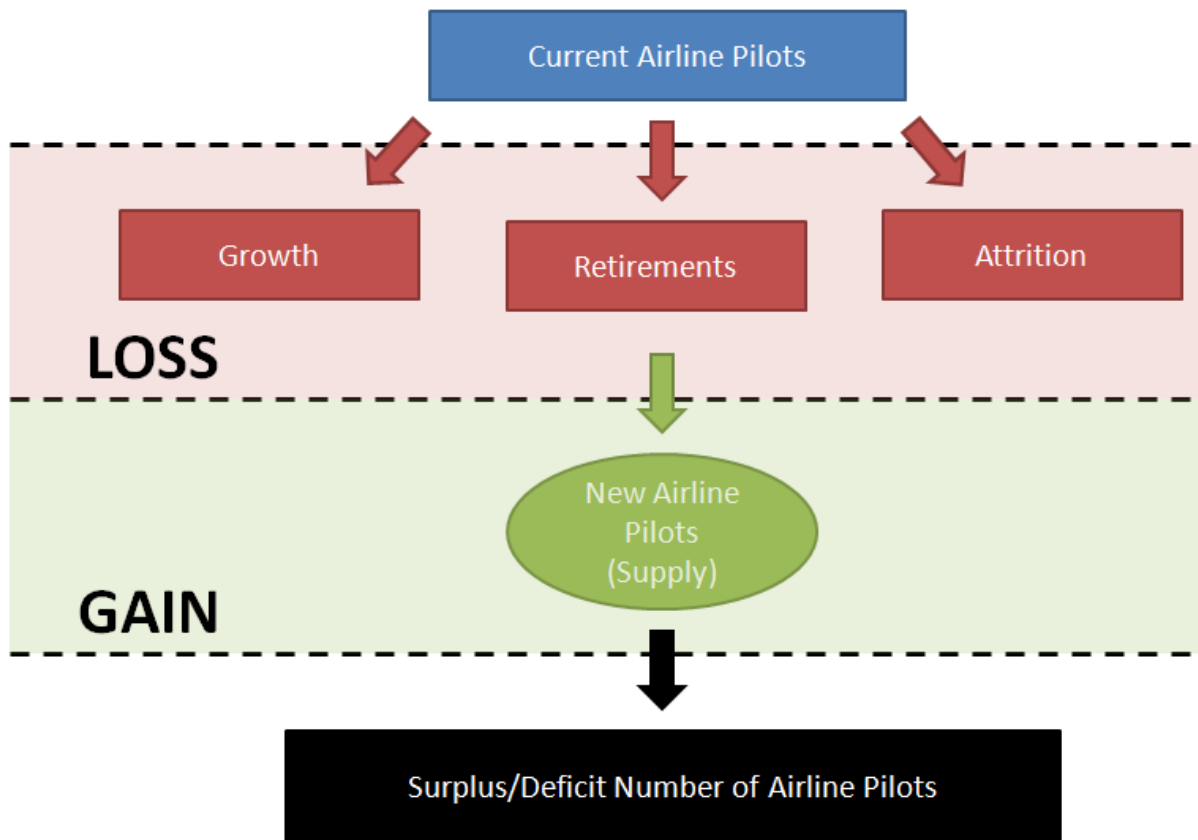 Current Airline Pilots
Growth
Retirements
Attrition
LOSS
New Airline
Pilots
(Supply)
GAIN
Surplus/Deficit Number of Airline Pilots